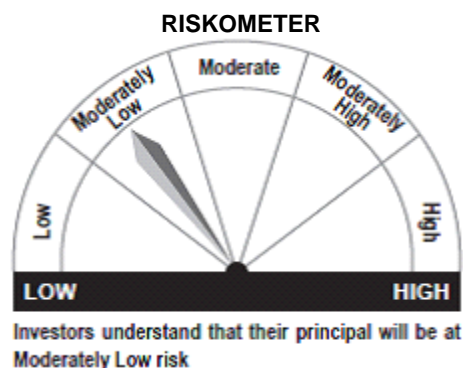 RISKOMETER
Moderate
Moderately
Low
Moderately
High
Low
High
LOW HIGH
Investors understand that their principal will be at
Moderately Low risk